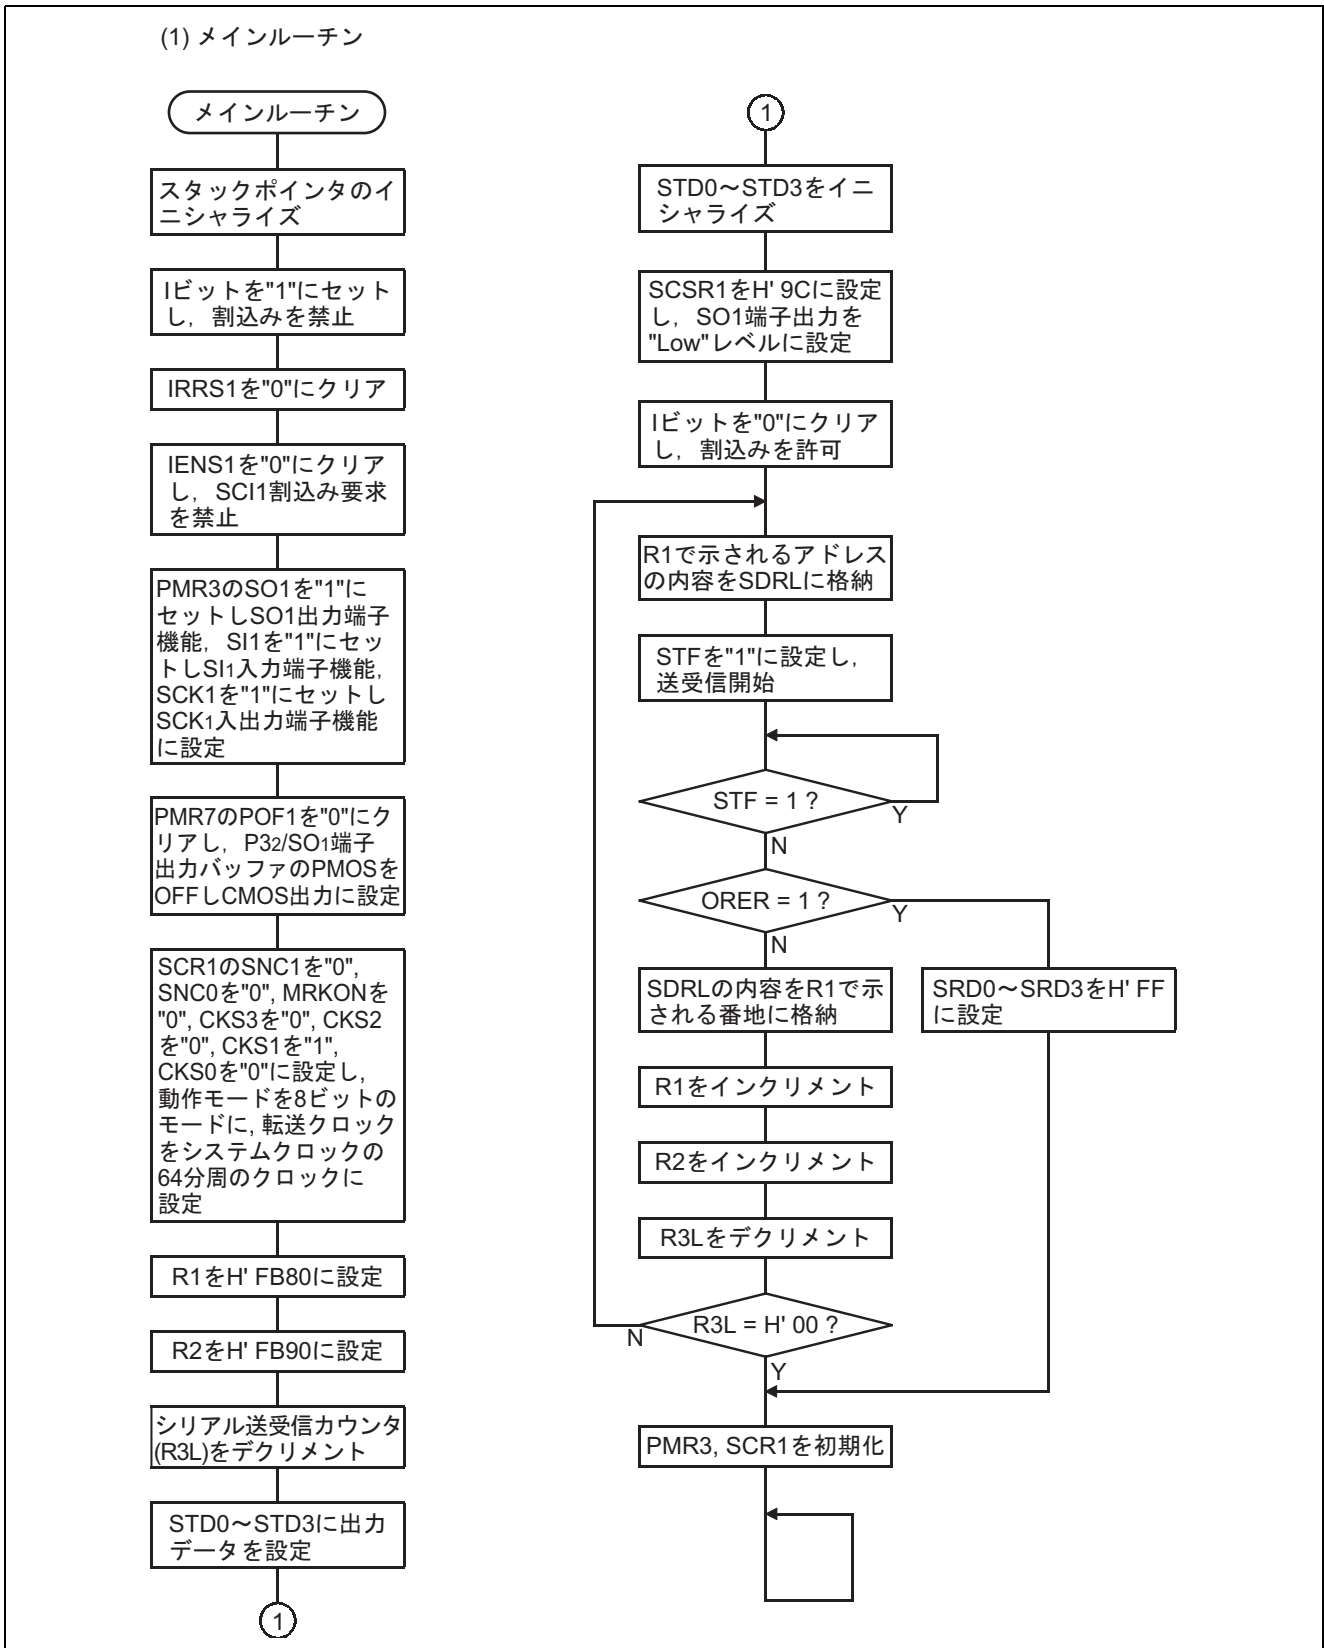 (1) メインルーチン
メインルーチン
スタックポインタのイ
ニシャライズ
Iビットを"1"にセット
し，割込みを禁止
IRRS1を"0"にクリア
IENS1を"0"にクリア
し，SCI1割込み要求
を禁止
PMR3のSO1を"1"に
セットしSO1出力端子
機能，SI1を"1"にセッ
トしSI1入力端子機能,
SCK1を"1"にセットし
SCK1入出力端子機能
に設定
PMR7のPOF1を"0"にク
リアし，P32/SO1端子
出力バッファのPMOSを
OFFしCMOS出力に設定
SCR1のSNC1を"0",
SNC0を"0", MRKONを
"0", CKS3を"0", CKS2
を"0", CKS1を"1",
CKS0を"0"に設定し,
動作モードを8ビットの
モードに, 転送クロック
をシステムクロックの
64分周のクロックに
設定
R1をH' FB80に設定
R2をH' FB90に設定
シリアル送受信カウンタ
(R3L)をデクリメント
STD0～STD3に出力
データを設定
1
1
STD0～STD3をイニ
シャライズ
SCSR1をH' 9Cに設定
し，SO1端子出力を
"Low"レベルに設定
Iビットを"0"にクリア
し，割込みを許可
R1で示されるアドレス
の内容をSDRLに格納
STFを"1"に設定し,
送受信開始
STF = 1 ?
Y
N
ORER = 1 ?
Y
N
SDRLの内容をR1で示
される番地に格納
SRD0～SRD3をH' FF
に設定
R1をインクリメント
R2をインクリメント
R3Lをデクリメント
R3L = H' 00 ?
N
Y
PMR3, SCR1を初期化